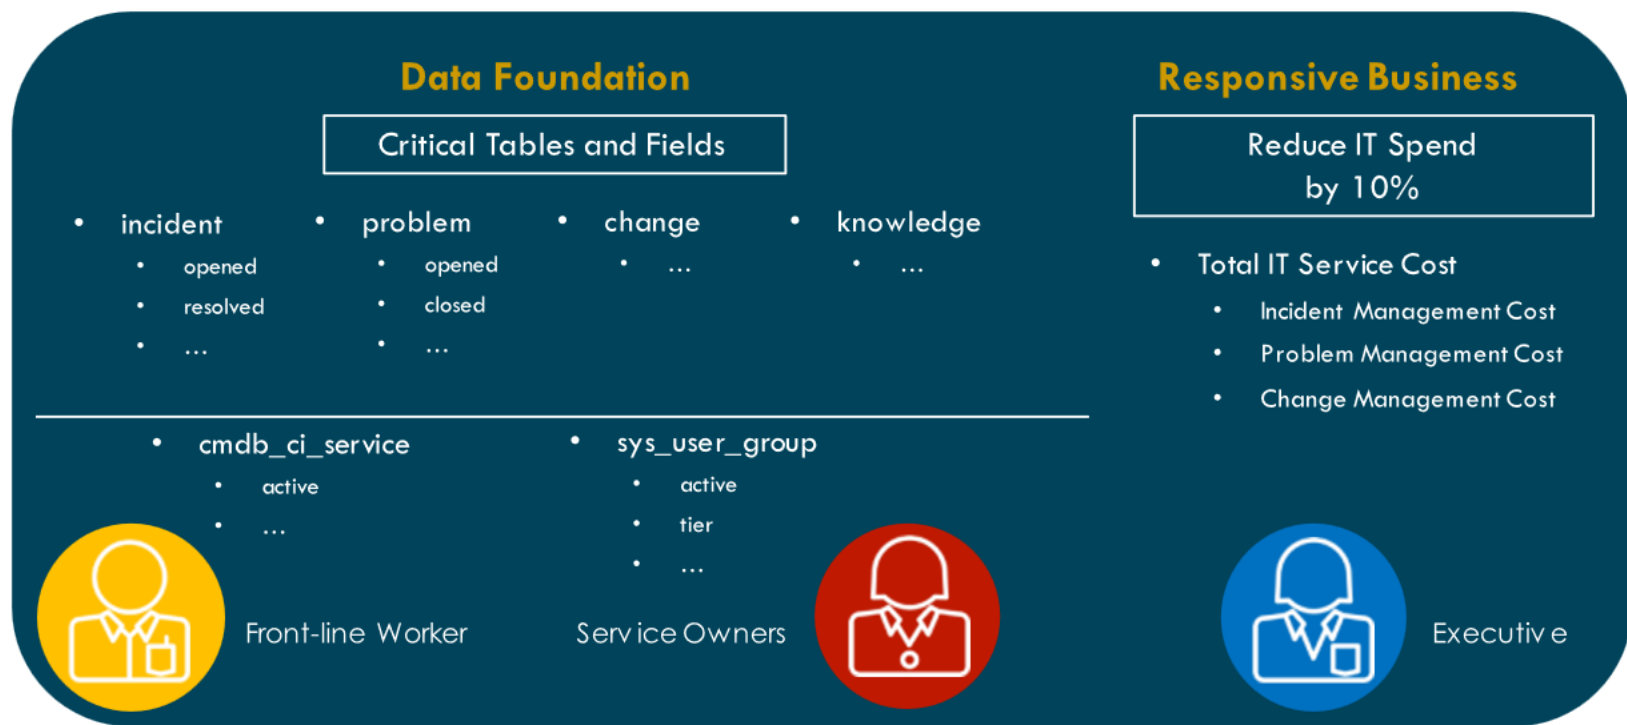 Data Foundation
Critical Tables and Fields
• incident
• opened
• resolved
• ...
• problem
• opened
• closed
• ...
• change
• ...
• knowledge
• ...
• cmdb_ci_service
• active
• ...
• sys_user_group
• active
• tier
• ...
Front-line Worker
Service Owners
Responsive Business
Reduce IT Spend
by 10%
• Total IT Service Cost
• Incident Management Cost
• Problem Management Cost
• Change Management Cost
Executive